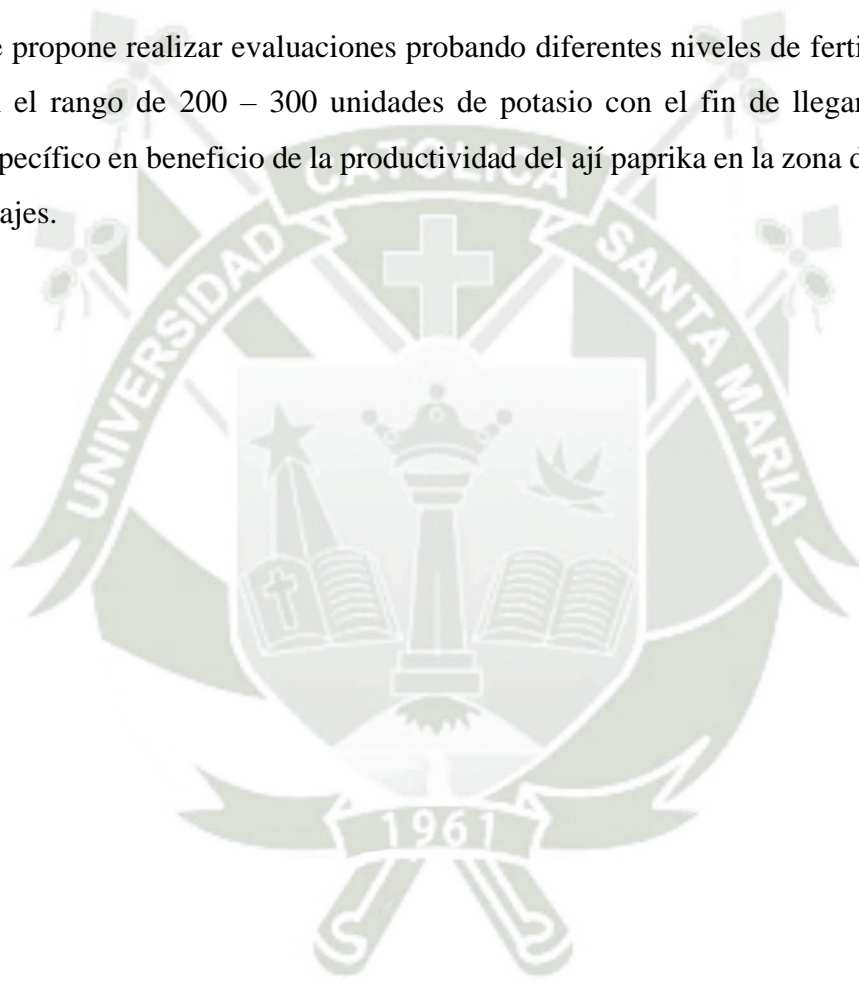 e propone realizar evaluaciones probando diferentes niveles de ferti
el rango de 200 – 300 unidades de potasio con el fin de llegar
pecífico en beneficio de la productividad del ají paprika en la zona d
ajes.
UNIVERSIDAD CATOLICA SANTA MARIA
1961